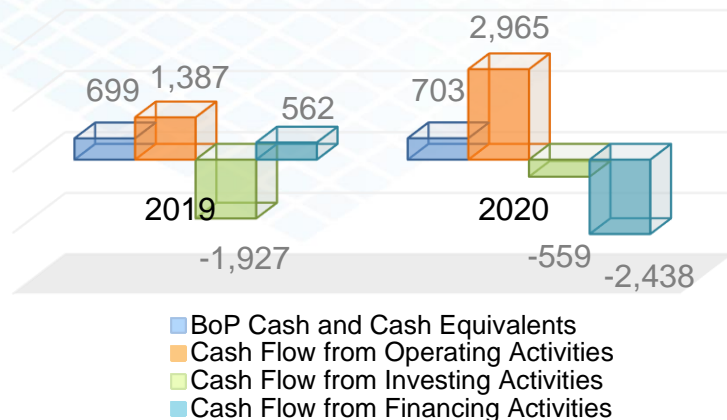 2,965
699
1,387
562
703
2019
2020
-1,927
-559
-2,438
BoP Cash and Cash Equivalents
Cash Flow from Operating Activities
Cash Flow from Investing Activities
Cash Flow from Financing Activities